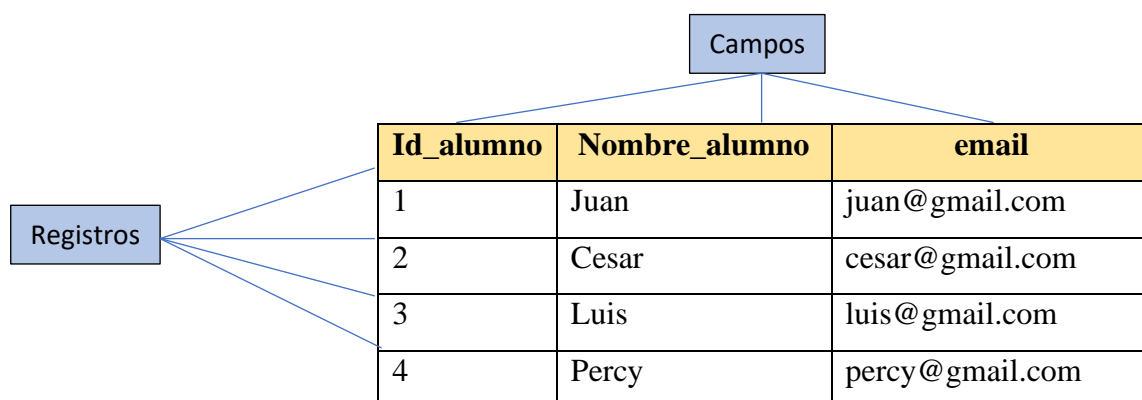 Campos
Id_alumno Nombre_alumno email
1 Juan juan@gmail.com
Registros
2 Cesar cesar@gmail.com
3 Luis luis@gmail.com
4 Percy percy@gmail.com